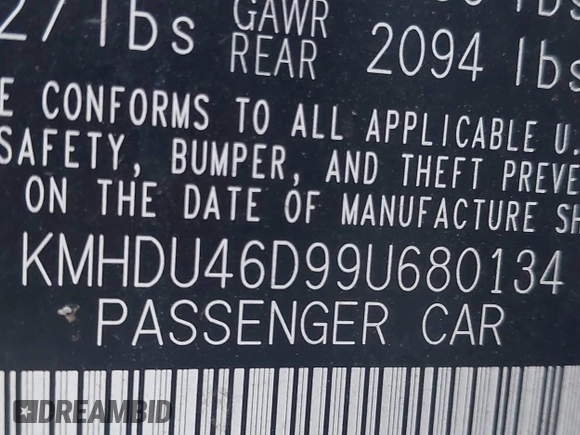 27 lbs GAWR REAR 2094 lbs
E CONFORMS TO ALL APPLICABLE U.
SAFETY, BUMPER, AND THEFT PREVE
ON THE DATE OF MANUFACTURE SH
KMHDU46D99U680134
PASSENGER CAR
DREAMBID